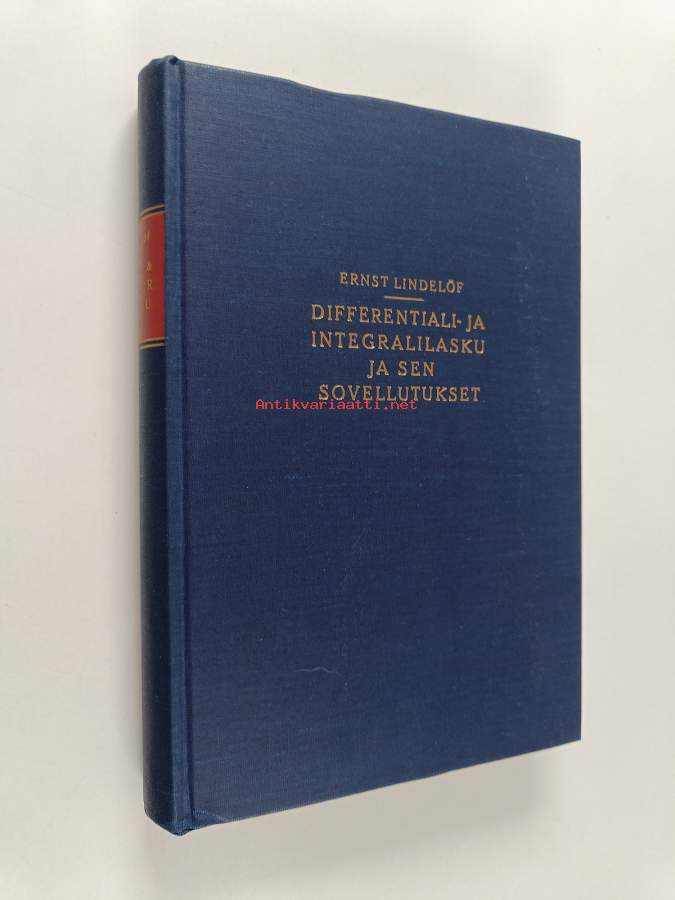 ERNST LINDELÖF
DIFFERENTIALI- JA
INTEGRALILASKU
JA SEN
SOVELLUTUKSET
Antikvariaatti.net
&
R
U